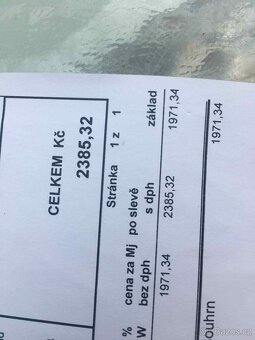 CELKEM Kč
2385,32
Stránka 1 z 1
% cena za Mj po slevě základ
W bez dph s dph
1971,34 2385,32 1971,34
ouhrn 1971,34